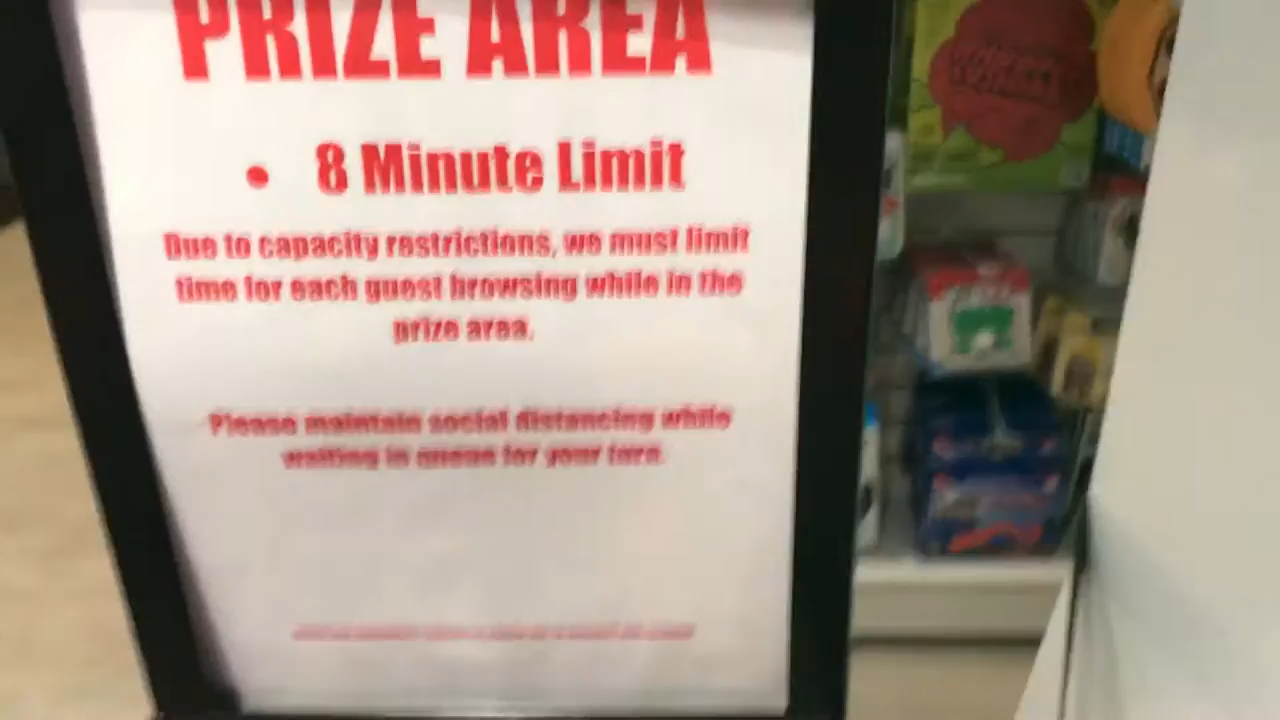 PRIZE AREA
• 8 Minute Limit
Due to capacity restrictions, we must limit
time for each guest browsing while in the
prize area.
Please maintain social distancing while
waiting in queue for your turn.